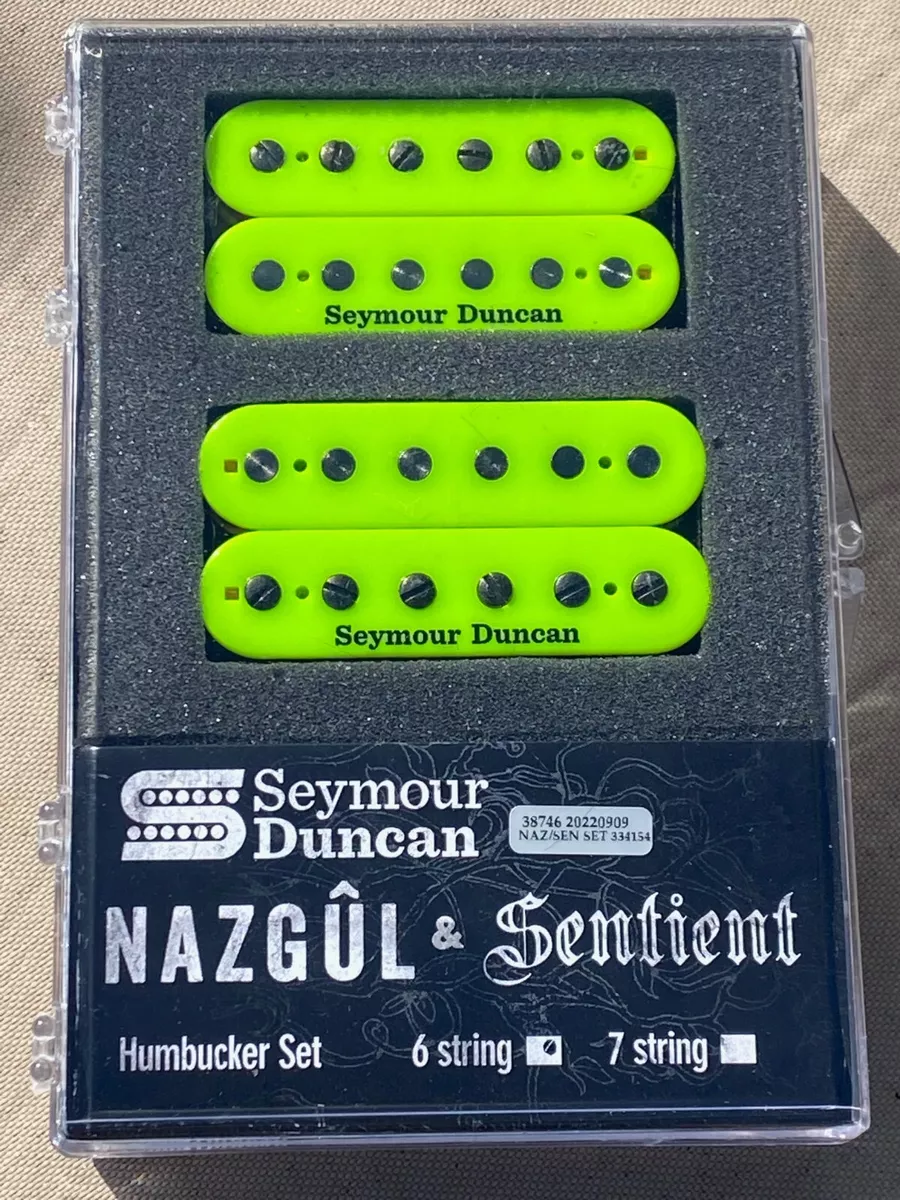 Seymour Duncan
Seymour Duncan
Seymour
Duncan
38746 20220909
NAZ/SEN SET 334154
NAZGÛL & Sentient
Humbucker Set 6 string 7 string